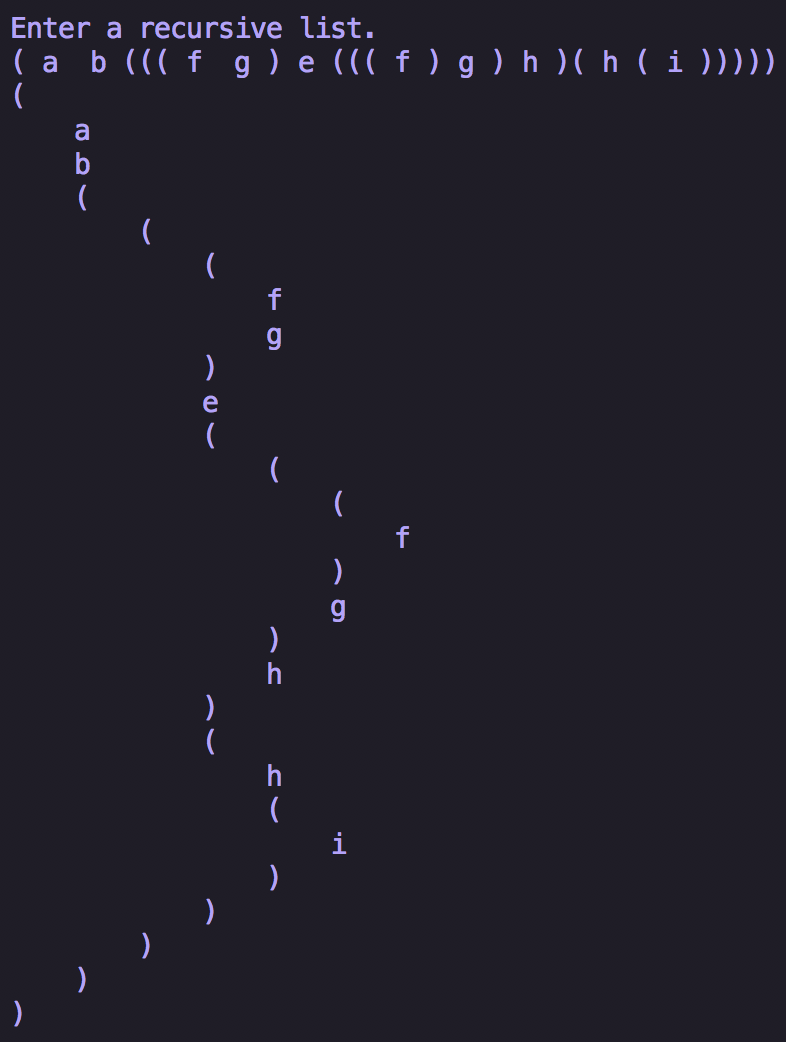 Enter a recursive list.
( a  b ((( f  g ) e ((( f ) g ) h )( h ( i )))))
(
    a
    b
    (
        (
            (
                f
                g
            )
            e
            (
                (
                    (
                        f
                    )
                    g
                )
                h
            )
            (
                h
                (
                    i
                )
            )
        )
    )
)